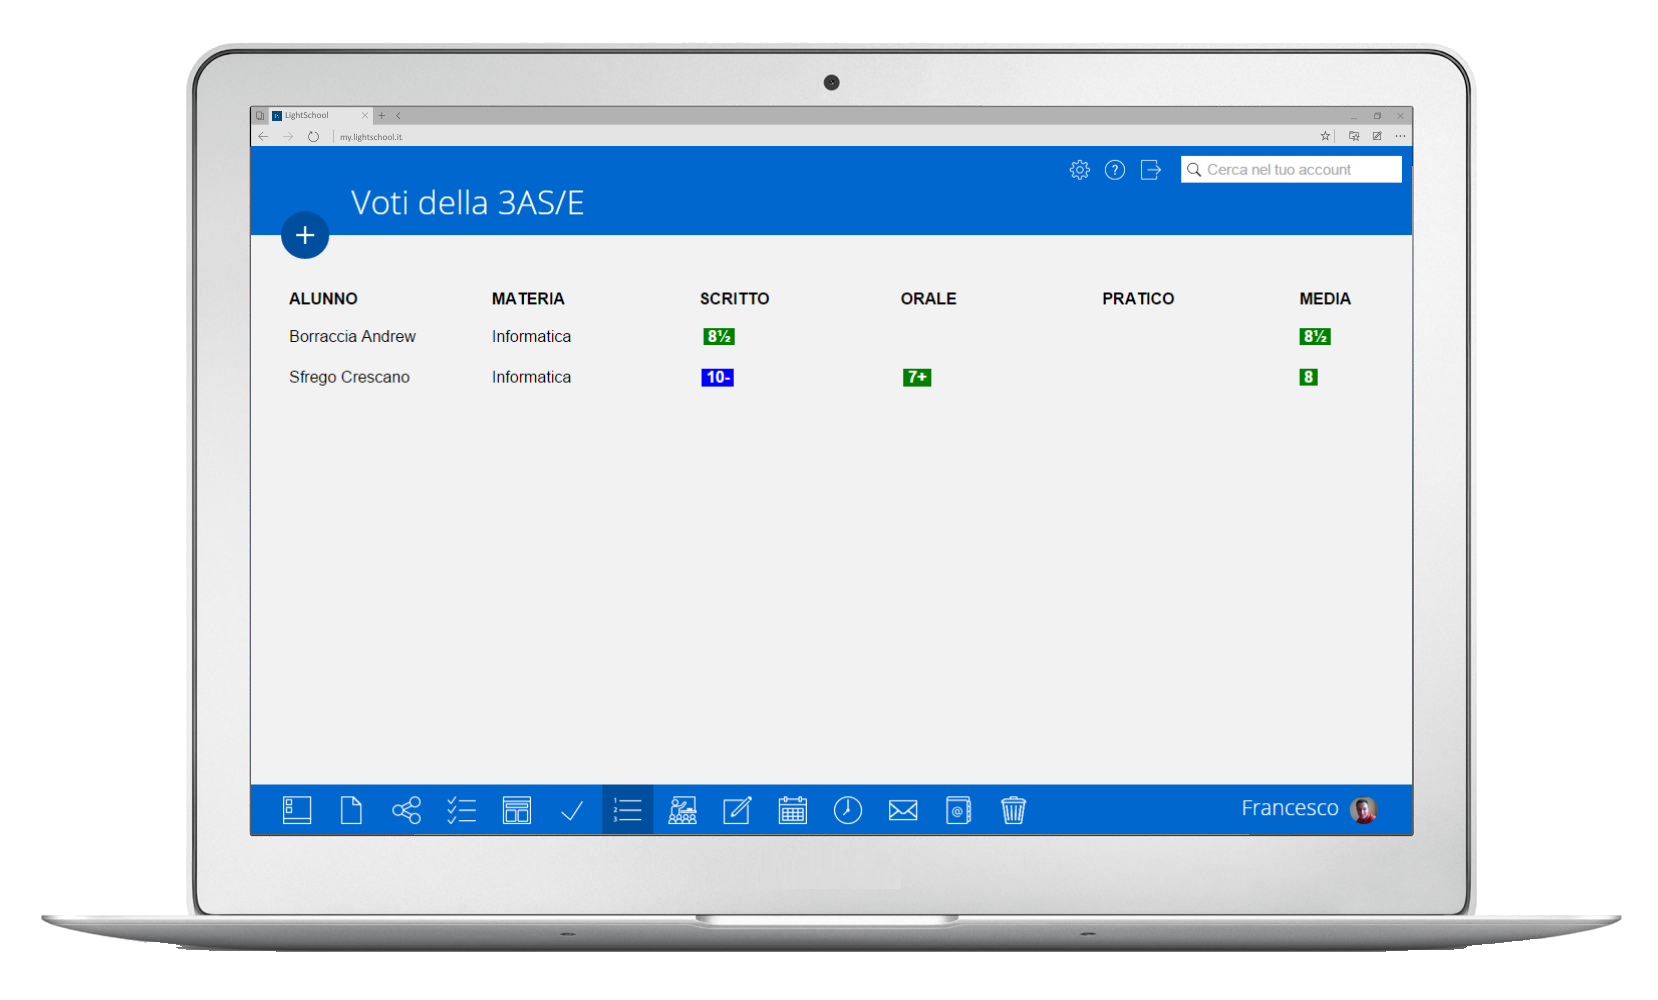 LightSchool
my.lightschool.it
Cerca nel tuo account
Voti della 3AS/E
ALUNNO MATERIA SCRITTO ORALE PRATICO MEDIA
Borraccia Andrew Informatica 8½ 8½
Sfrego Crescano Informatica 10- 7+ 8
Francesco